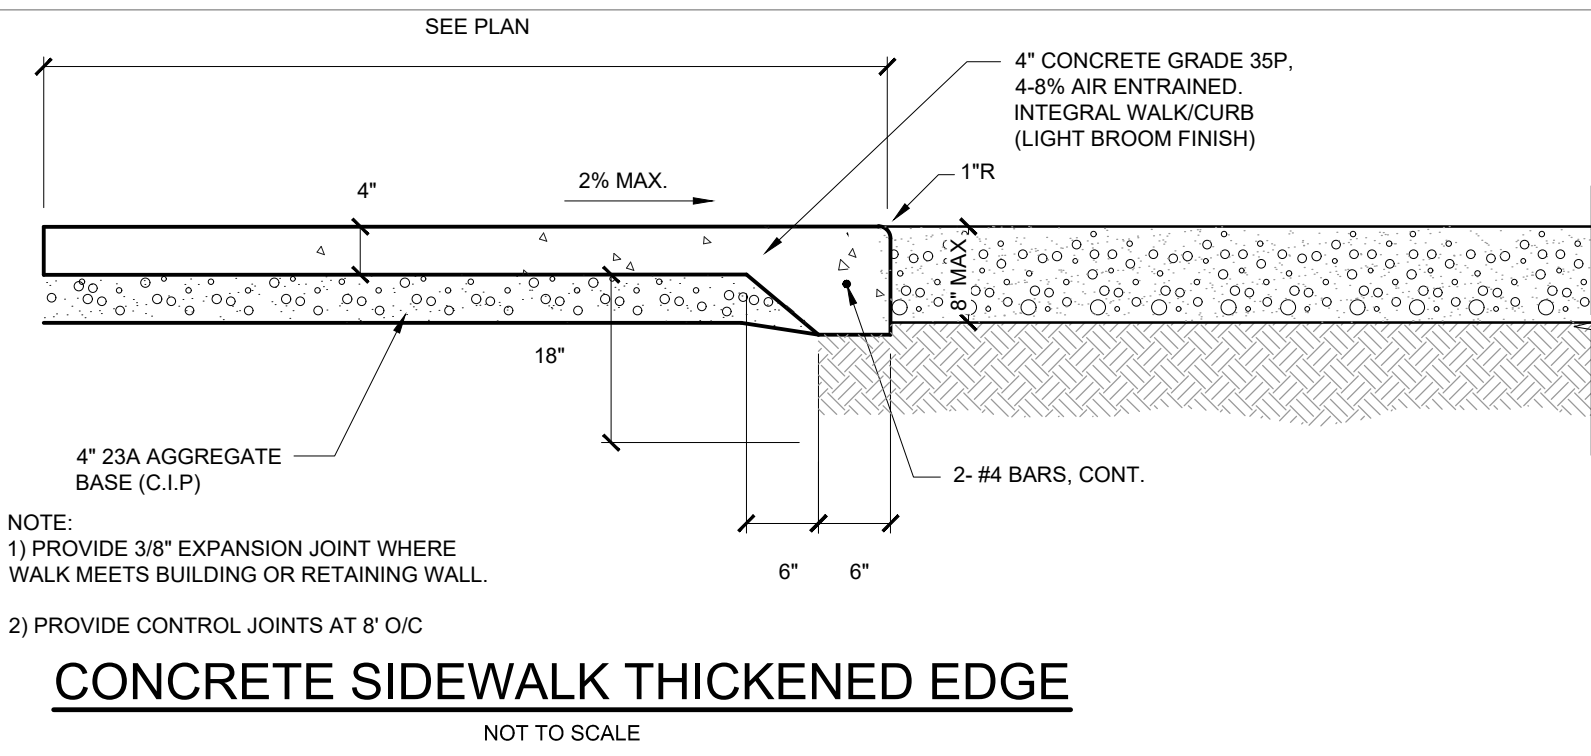 SEE PLAN
4" CONCRETE GRADE 35P,
4-8% AIR ENTRAINED.
INTEGRAL WALK/CURB
(LIGHT BROOM FINISH)
1"R
2% MAX.
4"
8" MAX
18"
4" 23A AGGREGATE
BASE (C.I.P)
2- #4 BARS, CONT.
NOTE:
1) PROVIDE 3/8" EXPANSION JOINT WHERE
WALK MEETS BUILDING OR RETAINING WALL.
6"
6"
2) PROVIDE CONTROL JOINTS AT 8' O/C
CONCRETE SIDEWALK THICKENED EDGE
NOT TO SCALE